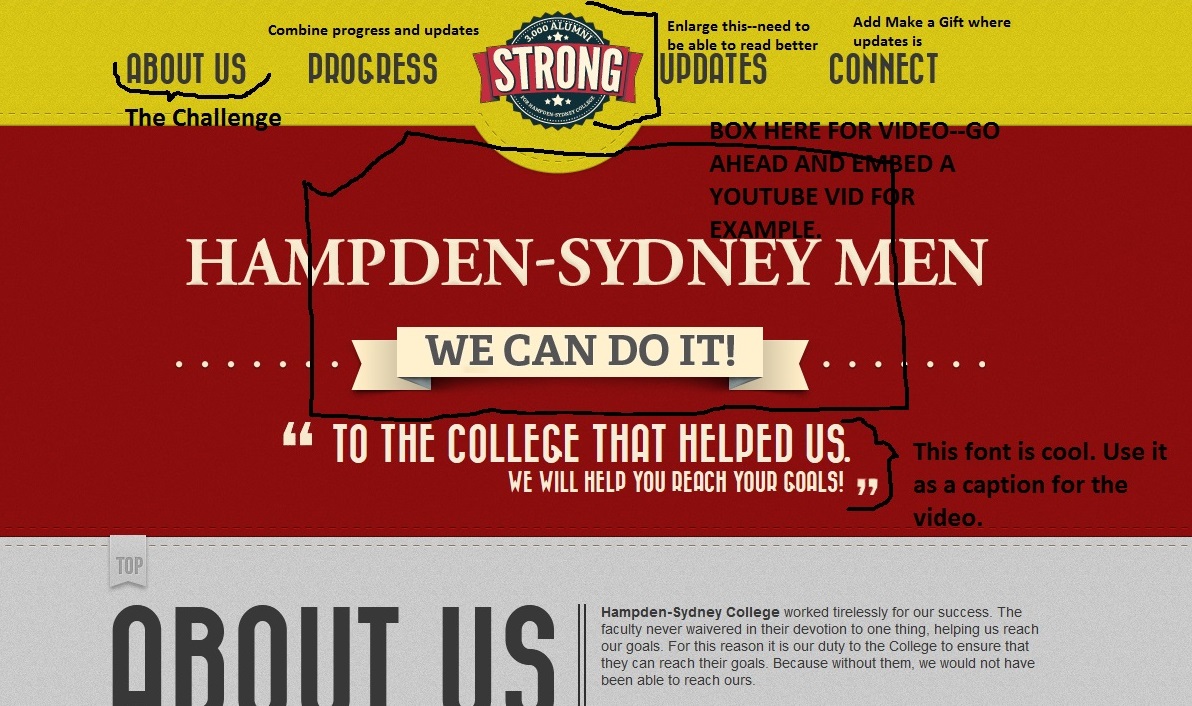 Combine progress and updates
Enlarge this--need to
be able to read better
Add Make a Gift where
updates is
ABOUT US
PROGRESS
3,000 ALUMNI
STRONG
FOR HAMPDEN-SYDNEY COLLEGE
UPDATES
CONNECT
The Challenge
BOX HERE FOR VIDEO--GO
AHEAD AND EMBED A
YOUTUBE VID FOR
EXAMPLE.
HAMPDEN-SYDNEY MEN
WE CAN DO IT!
“ TO THE COLLEGE THAT HELPED US.
WE WILL HELP YOU REACH YOUR GOALS! ”
This font is cool. Use it
as a caption for the
video.
TOP
ABOUT US
Hampden-Sydney College worked tirelessly for our success. The
faculty never waivered in their devotion to one thing, helping us reach
our goals. For this reason it is our duty to the College to ensure that
they can reach their goals. Because without them, we would not have
been able to reach ours.